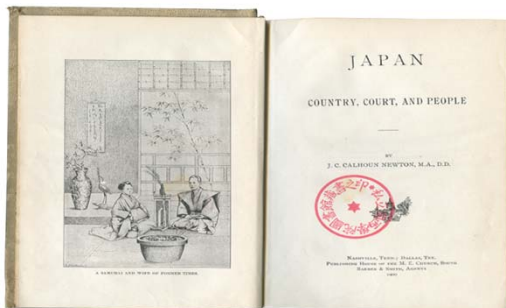 A SAMURAI AND WIFE OF FORMER TIMES.
JAPAN
COUNTRY, COURT, AND PEOPLE
BY
J. C. CALHOUN NEWTON, M.A., D.D.
NASHVILLE, TENN.; DALLAS, TEX.
PUBLISHING HOUSE OF THE M. E. CHURCH, SOUTH
BARBEE & SMITH, AGENTS
1900